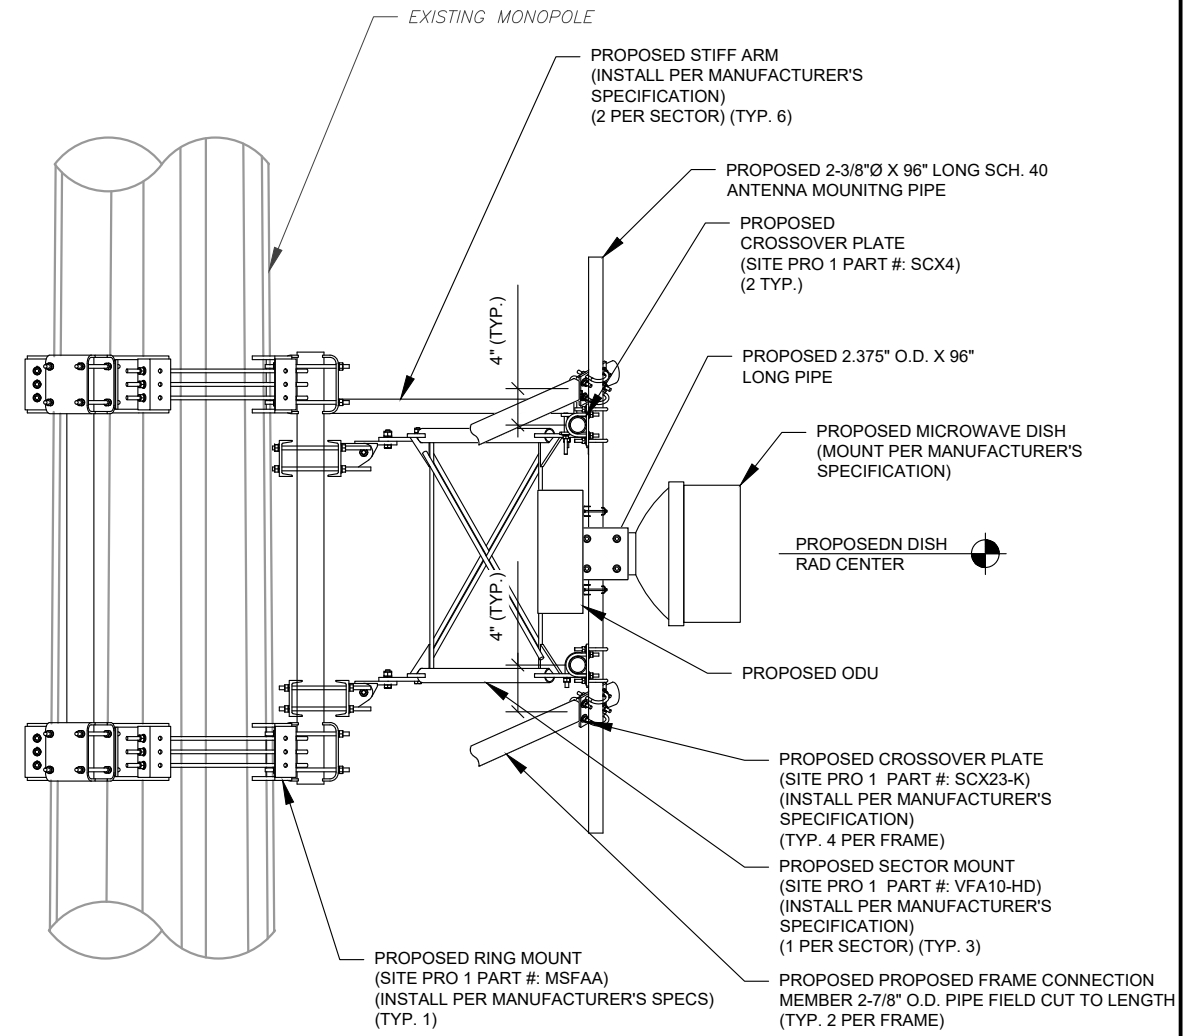 EXISTING MONOPOLE
PROPOSED STIFF ARM
(INSTALL PER MANUFACTURER'S
SPECIFICATION)
(2 PER SECTOR) (TYP. 6)
PROPOSED 2-3/8"Ø X 96" LONG SCH. 40
ANTENNA MOUNITNG PIPE
PROPOSED
CROSSOVER PLATE
(SITE PRO 1 PART #: SCX4)
(2 TYP.)
4" (TYP.)
PROPOSED 2.375" O.D. X 96"
LONG PIPE
PROPOSED MICROWAVE DISH
(MOUNT PER MANUFACTURER'S
SPECIFICATION)
PROPOSEDN DISH
RAD CENTER
4" (TYP.)
PROPOSED ODU
PROPOSED CROSSOVER PLATE
(SITE PRO 1 PART #: SCX23-K)
(INSTALL PER MANUFACTURER'S
SPECIFICATION)
(TYP. 4 PER FRAME)
PROPOSED SECTOR MOUNT
(SITE PRO 1 PART #: VFA10-HD)
(INSTALL PER MANUFACTURER'S
SPECIFICATION)
(1 PER SECTOR) (TYP. 3)
PROPOSED RING MOUNT
(SITE PRO 1 PART #: MSFAA)
(INSTALL PER MANUFACTURER'S SPECS)
(TYP. 1)
PROPOSED PROPOSED FRAME CONNECTION
MEMBER 2-7/8" O.D. PIPE FIELD CUT TO LENGTH
(TYP. 2 PER FRAME)